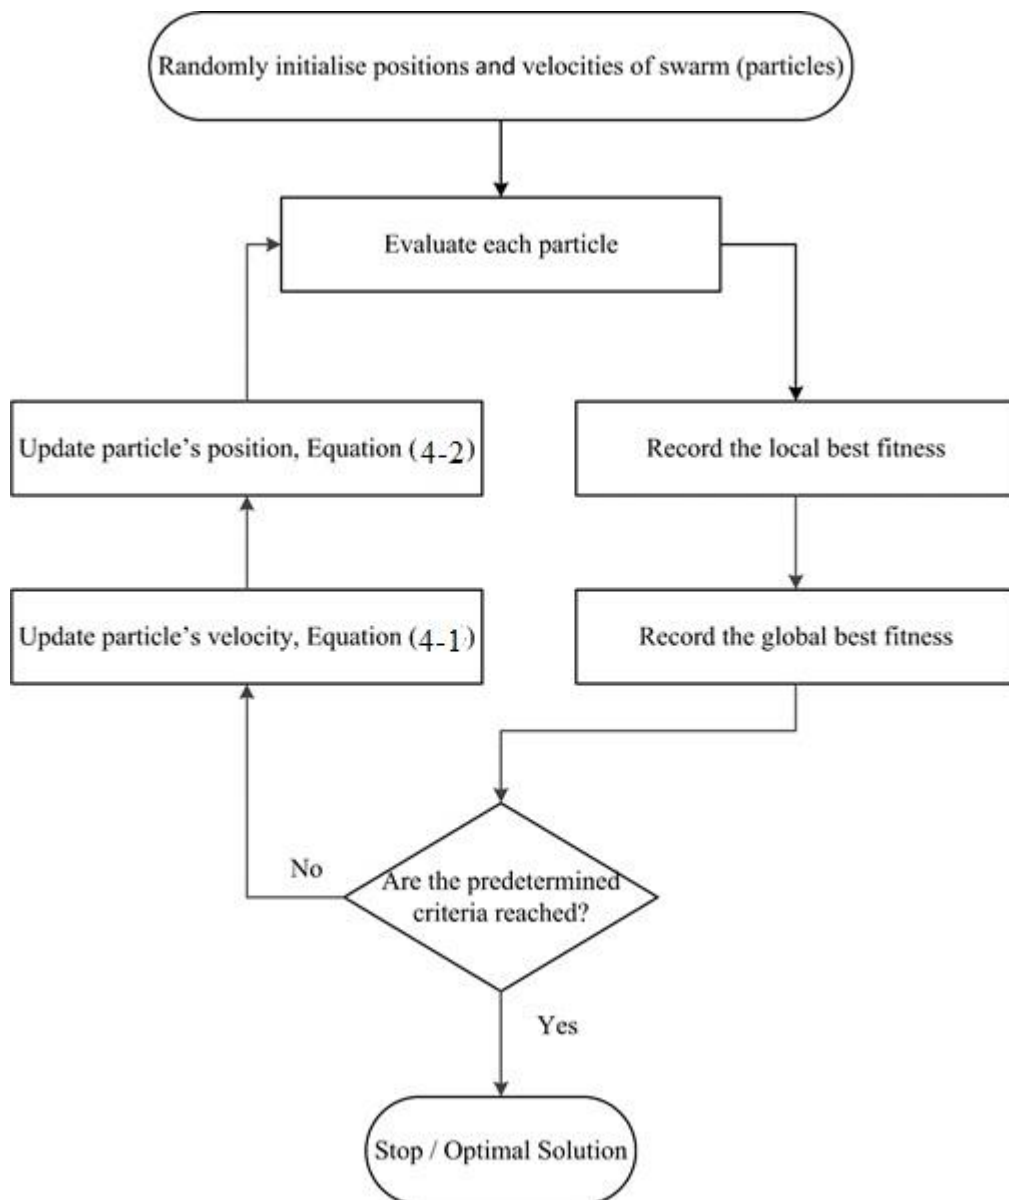 Randomly initialise positions and velocities of swarm (particles)
Evaluate each particle
Update particle's position, Equation (4-2)
Record the local best fitness
Update particle's velocity, Equation (4-1)
Record the global best fitness
No
Are the predetermined
criteria reached?
Yes
Stop / Optimal Solution